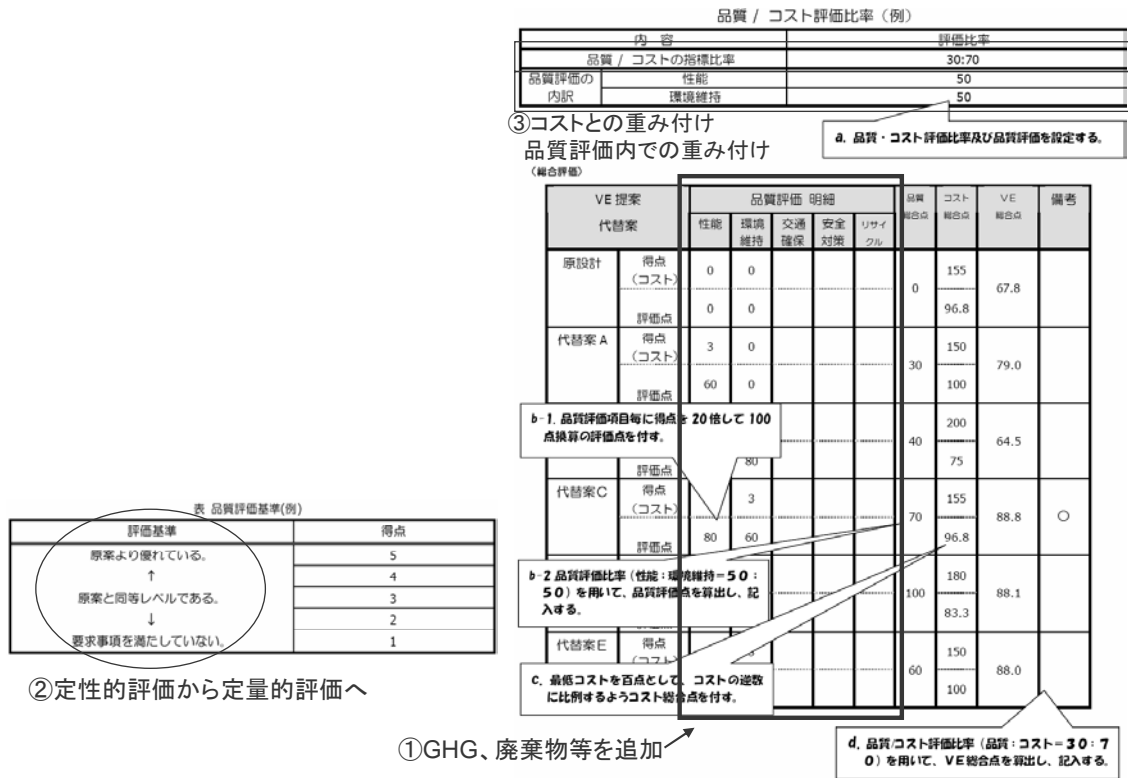 品質 / コスト評価比率（例）
内 容 評価比率
品質 / コストの指標比率 30:70
品質評価の 性能 50
内訳 環境維持 50
③コストとの重み付け
品質評価内での重み付け
a. 品質・コスト評価比率及び品質評価を設定する。
（総合評価）
VE提案 品質評価 明細 品質 コスト VE 備考
代替案 性能 環境 交通 安全 リサイ 総合点 総合点 総合点
維持 確保 対策 クル
原設計 得点 0 0 155
（コスト）
0 67.8
0 0 96.8
評価点
代替案A 得点 3 0 150
（コスト）
30 79.0
60 0 100
評価点
b-1. 品質評価項目毎に得点を20倍して100
点換算の評価点を付す。
200
40 64.5
80 75
評価点
代替案C 得点 3 155
（コスト）
70 88.8 ○
80 60 96.8
評価点
b-2 品質評価比率（性能：環境維持＝50：
50）を用いて、品質評価点を算出し、記
入する。
180
100 88.1
83.3
代替案E 得点 150
（コスト）
60 88.0
100
c. 最低コストを百点として、コストの逆数
に比例するようコスト総合点を付す。
d. 品質/コスト評価比率（品質：コスト＝30：7
0）を用いて、VE総合点を算出し、記入する。
①GHG、廃棄物等を追加
表 品質評価基準(例)
評価基準 得点
原案より優れている。 5
↑ 4
原案と同等レベルである。 3
↓ 2
要求事項を満たしていない。 1
②定性的評価から定量的評価へ